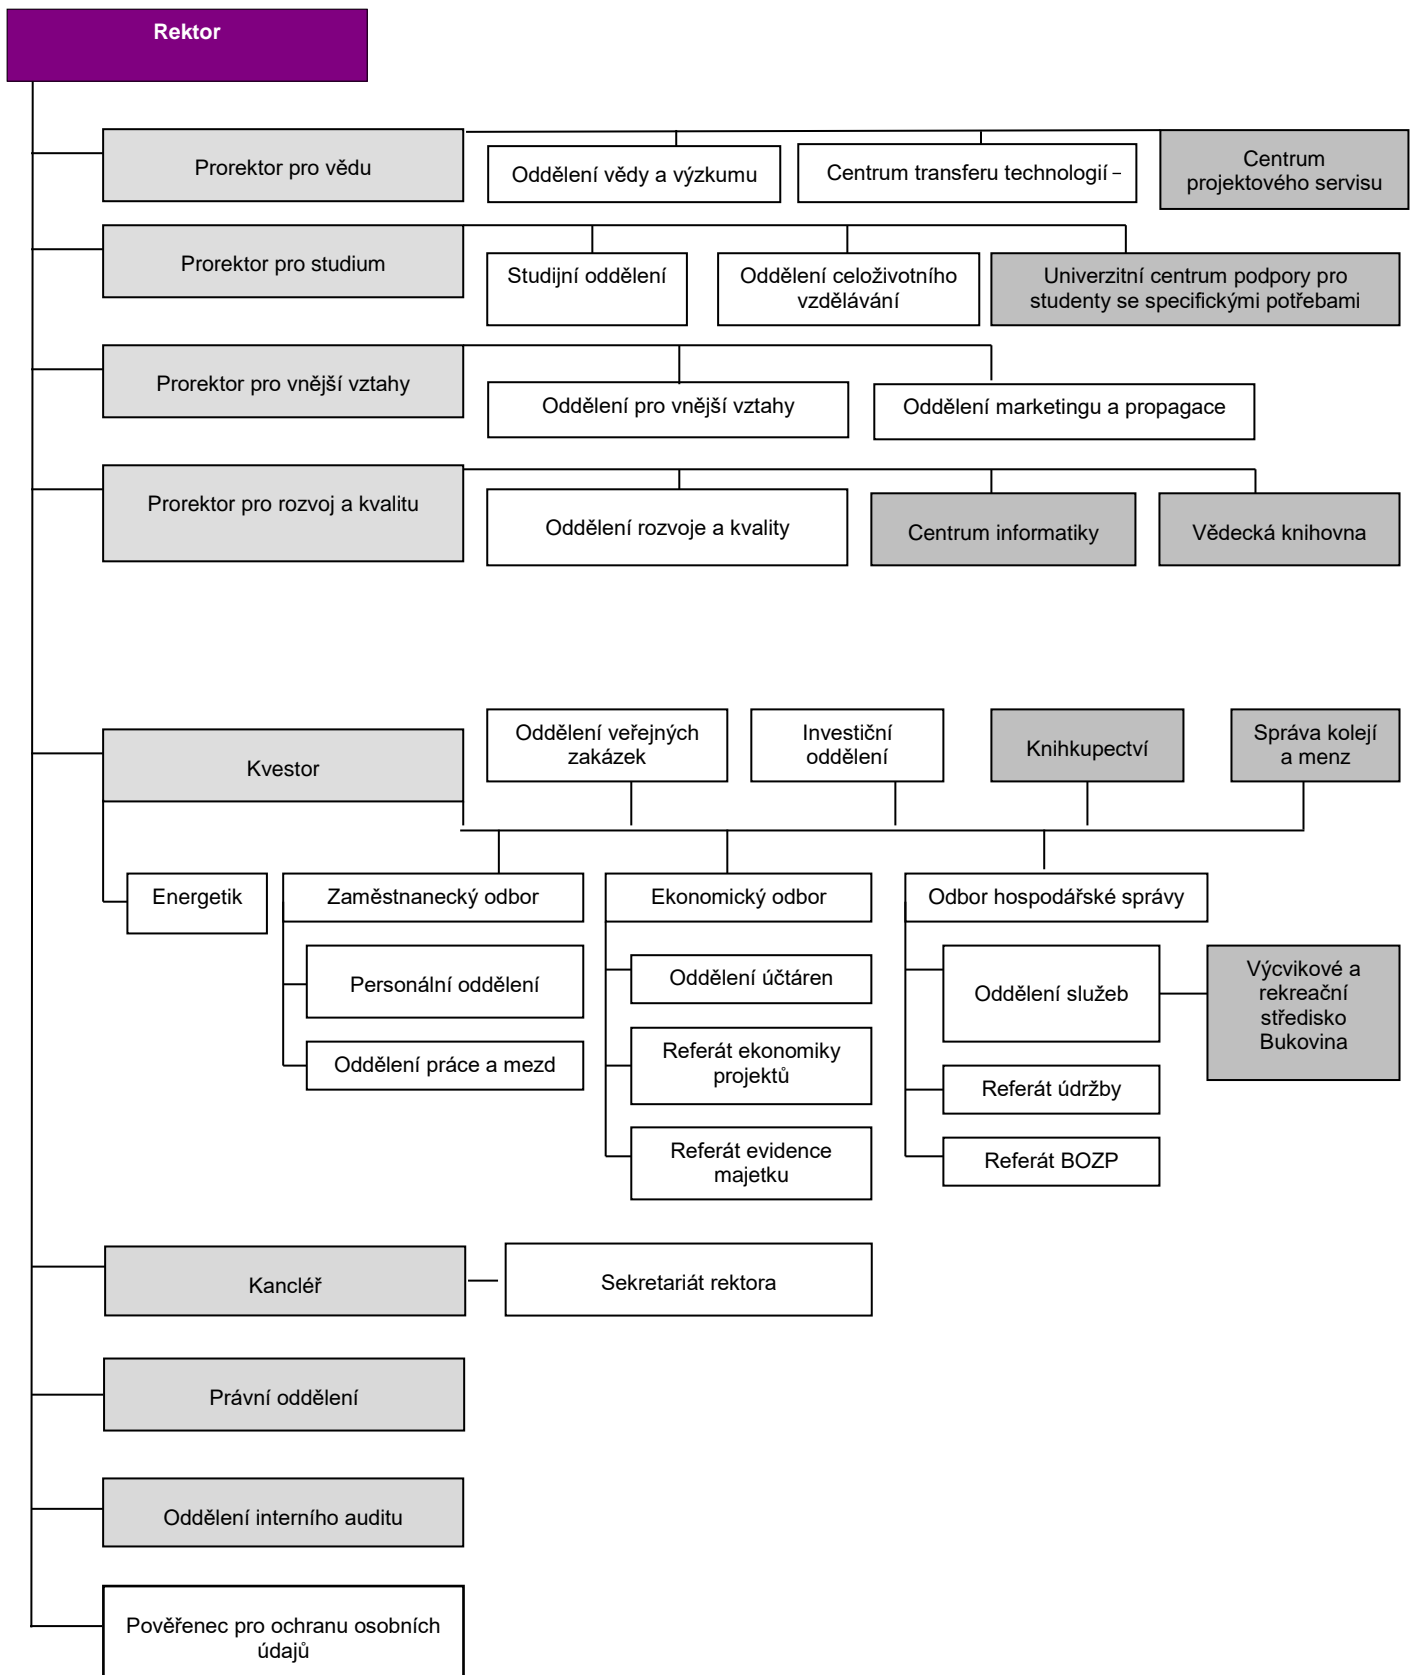 Rektor
Prorektor pro vědu
Oddělení vědy a výzkumu
Centrum transferu technologií –
Centrum
projektového servisu
Prorektor pro studium
Studijní oddělení
Oddělení celoživotního
vzdělávání
Univerzitní centrum podpory pro
studenty se specifickými potřebami
Prorektor pro vnější vztahy
Oddělení pro vnější vztahy
Oddělení marketingu a propagace
Prorektor pro rozvoj a kvalitu
Oddělení rozvoje a kvality
Centrum informatiky
Vědecká knihovna
Kvestor
Oddělení veřejných
zakázek
Investiční
oddělení
Knihkupectví
Správa kolejí
a menz
Energetik
Zaměstnanecký odbor
Personální oddělení
Oddělení práce a mezd
Ekonomický odbor
Oddělení účtáren
Referát ekonomiky
projektů
Referát evidence
majetku
Odbor hospodářské správy
Oddělení služeb
Výcvikové a
rekreační
středisko
Bukovina
Referát údržby
Referát BOZP
Kancléř
Sekretariát rektora
Právní oddělení
Oddělení interního auditu
Pověřenec pro ochranu osobních
údajů